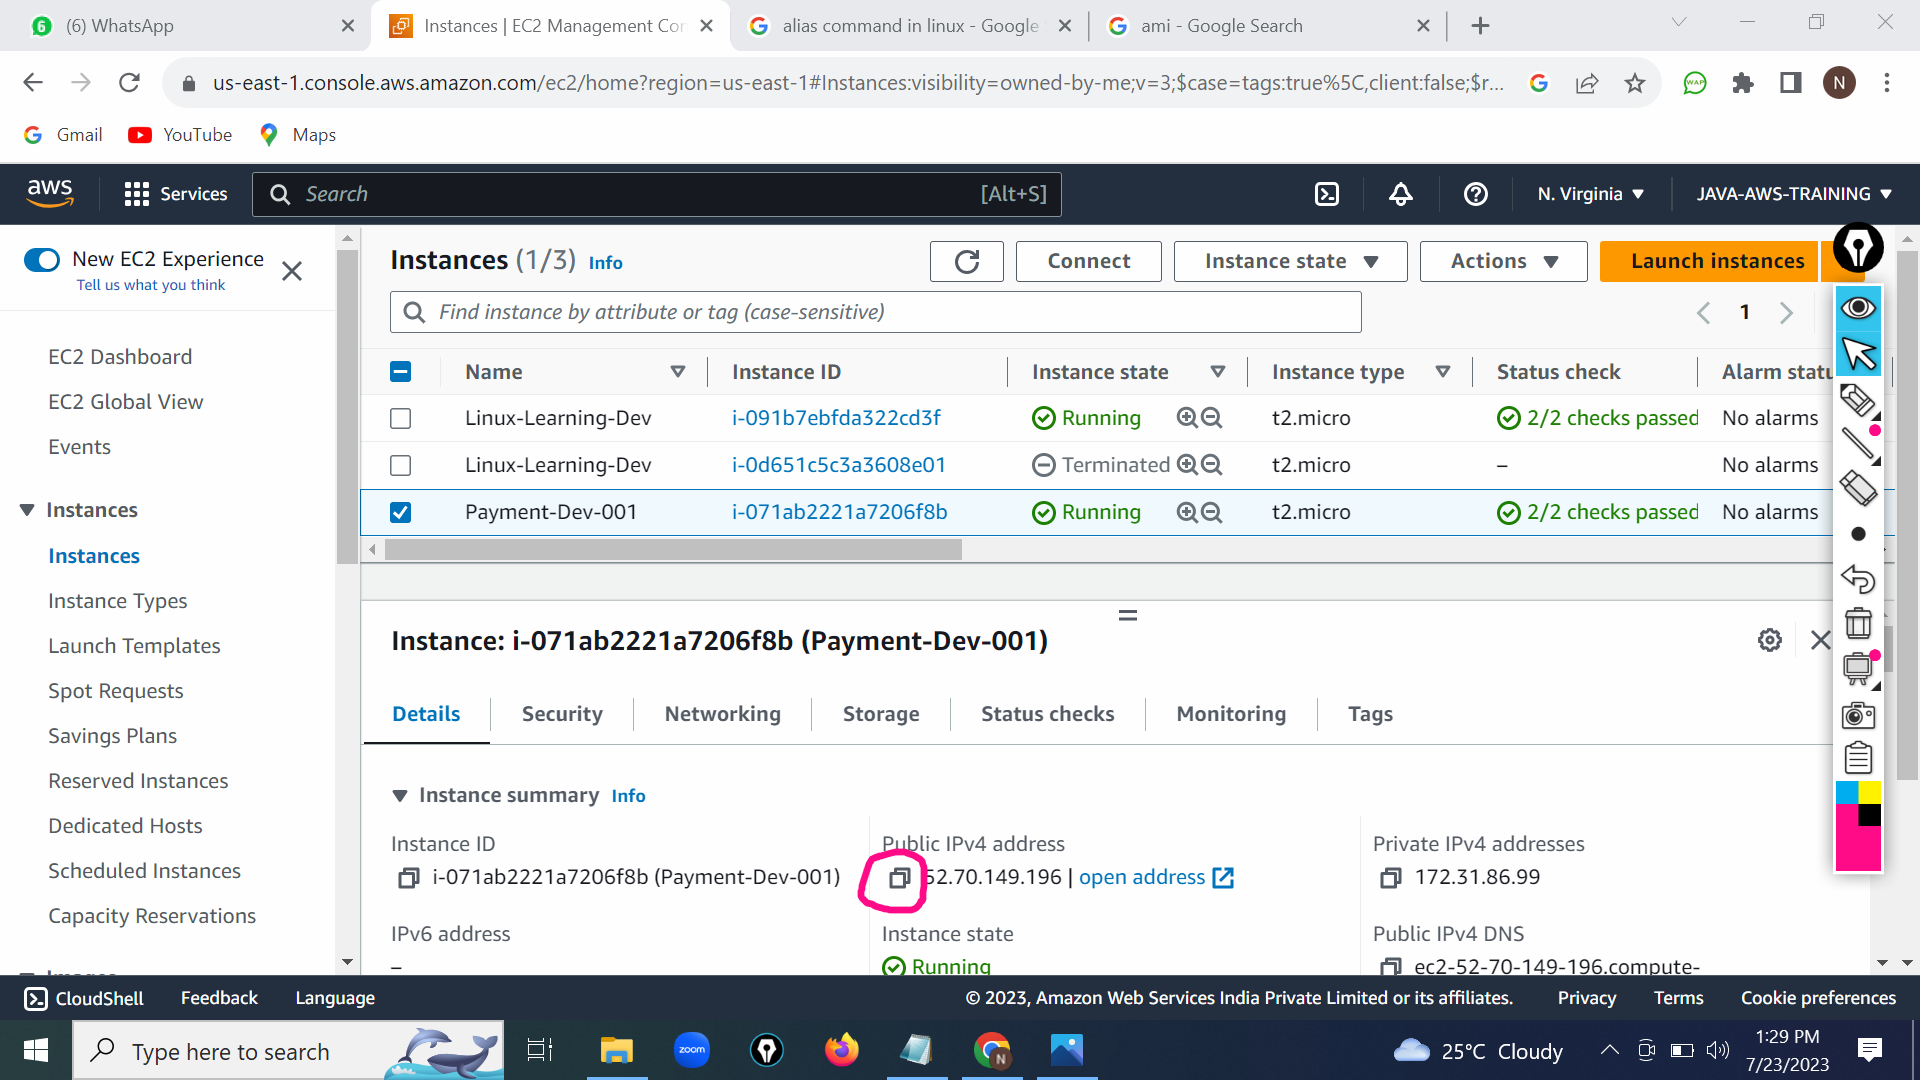 (6) WhatsApp
Instances | EC2 Management Cor
alias command in linux - Google
ami - Google Search
us-east-1.console.aws.amazon.com/ec2/home?region=us-east-1#Instances:visibility=owned-by-me;v=3;$case=tags:true%5C,client:false;$r...
N
Gmail
YouTube
Maps
aws
Services
Search
[Alt+S]
N. Virginia
JAVA-AWS-TRAINING
New EC2 Experience
Tell us what you think
EC2 Dashboard
EC2 Global View
Events
Instances
Instances
Instance Types
Launch Templates
Spot Requests
Savings Plans
Reserved Instances
Dedicated Hosts
Scheduled Instances
Capacity Reservations
Images
Instances (1/3) Info
Connect
Instance state
Actions
Launch instances
Find instance by attribute or tag (case-sensitive)
1
Name Instance ID Instance state Instance type Status check Alarm statu
Linux-Learning-Dev i-091b7ebfda322cd3f Running t2.micro 2/2 checks passed No alarms
Linux-Learning-Dev i-0d651c5c3a3608e01 Terminated t2.micro – No alarms
Payment-Dev-001 i-071ab2221a7206f8b Running t2.micro 2/2 checks passed No alarms
Instance: i-071ab2221a7206f8b (Payment-Dev-001)
Details Security Networking Storage Status checks Monitoring Tags
Instance summary Info
Instance ID
i-071ab2221a7206f8b (Payment-Dev-001)
Public IPv4 address
52.70.149.196 | open address
Private IPv4 addresses
172.31.86.99
IPv6 address
–
Instance state
Running
Public IPv4 DNS
ec2-52-70-149-196.compute-
CloudShell
Feedback
Language
© 2023, Amazon Web Services India Private Limited or its affiliates.
Privacy
Terms
Cookie preferences
Type here to search
zoom
N
25°C Cloudy
1:29 PM
7/23/2023